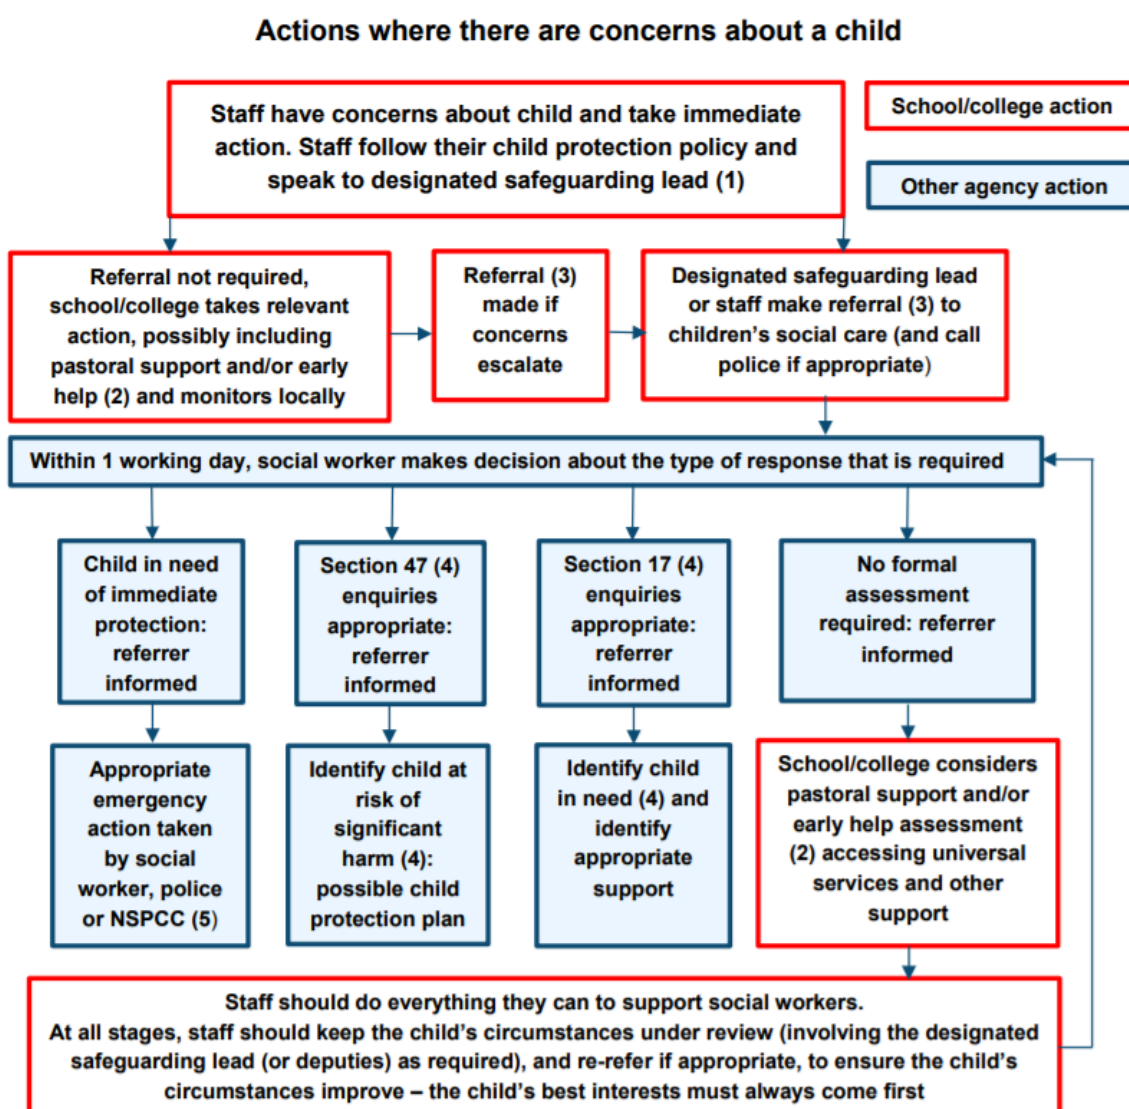 Actions where there are concerns about a child
Staff have concerns about child and take immediate
action. Staff follow their child protection policy and
speak to designated safeguarding lead (1)
School/college action
Other agency action
Referral not required,
school/college takes relevant
action, possibly including
pastoral support and/or early
help (2) and monitors locally
Referral (3)
made if
concerns
escalate
Designated safeguarding lead
or staff make referral (3) to
children’s social care (and call
police if appropriate)
Within 1 working day, social worker makes decision about the type of response that is required
Child in need
of immediate
protection:
referrer
informed
Section 47 (4)
enquiries
appropriate:
referrer
informed
Section 17 (4)
enquiries
appropriate:
referrer
informed
No formal
assessment
required: referrer
informed
Appropriate
emergency
action taken
by social
worker, police
or NSPCC (5)
Identify child at
risk of
significant
harm (4):
possible child
protection plan
Identify child
in need (4) and
identify
appropriate
support
School/college considers
pastoral support and/or
early help assessment
(2) accessing universal
services and other
support
Staff should do everything they can to support social workers.
At all stages, staff should keep the child’s circumstances under review (involving the designated
safeguarding lead (or deputies) as required), and re-refer if appropriate, to ensure the child’s
circumstances improve – the child’s best interests must always come first